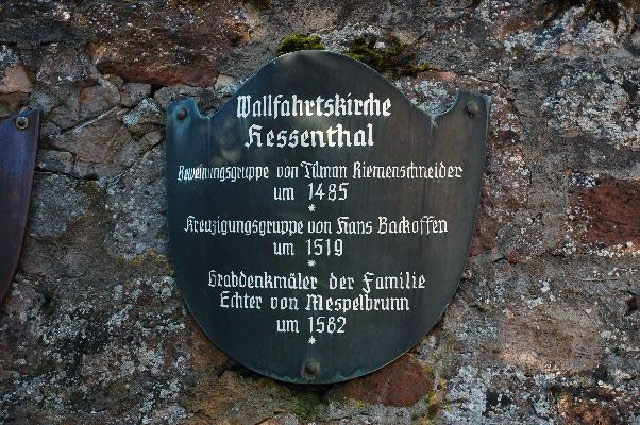 Wallfahrtskirche
Hessenthal
Beweinungsgruppe von Tilman Riemenschneider
um 1485
*
Kreuzigungsgruppe von Hans Backoffen
um 1519
*
Grabdenkmäler der Familie
Echter von Mespelbrunn
um 1582
*